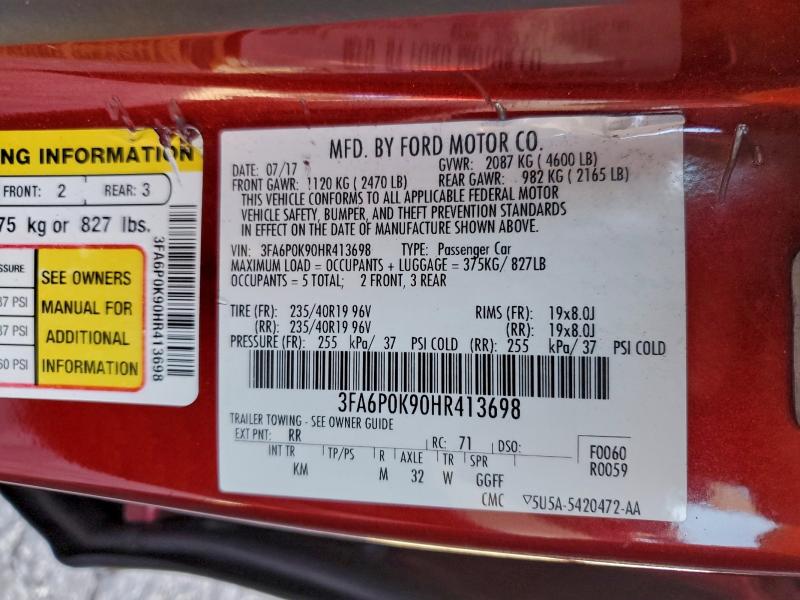 NG INFORMATION
FRONT: 2 REAR: 3
75 kg or 827 lbs.
SSURE
37 PSI
37 PSI
60 PSI
SEE OWNERS
MANUAL FOR
ADDITIONAL
INFORMATION
3FA6P0K90HR413698
MFD. BY FORD MOTOR CO.
DATE: 07/17 GVWR: 2087 KG ( 4600 LB)
FRONT GAWR: 1120 KG ( 2470 LB) REAR GAWR: 982 KG ( 2165 LB)
THIS VEHICLE CONFORMS TO ALL APPLICABLE FEDERAL MOTOR
VEHICLE SAFETY, BUMPER, AND THEFT PREVENTION STANDARDS
IN EFFECT ON THE DATE OF MANUFACTURE SHOWN ABOVE.
VIN: 3FA6P0K90HR413698 TYPE: Passenger Car
MAXIMUM LOAD = OCCUPANTS + LUGGAGE = 375KG/ 827LB
OCCUPANTS = 5 TOTAL; 2 FRONT, 3 REAR
TIRE (FR): 235/40R19 96V RIMS (FR): 19x8.0J
(RR): 235/40R19 96V (RR): 19x8.0J
PRESSURE (FR): 255 kPa/ 37 PSI COLD (RR): 255 kPa/ 37 PSI COLD
3FA6P0K90HR413698
TRAILER TOWING - SEE OWNER GUIDE
EXT PNT: RR RC: 71 DSO: F0060
INT TR TP/PS R AXLE TR SPR R0059
KM M 32 W GGFF
CMC ▽5U5A-5420472-AA